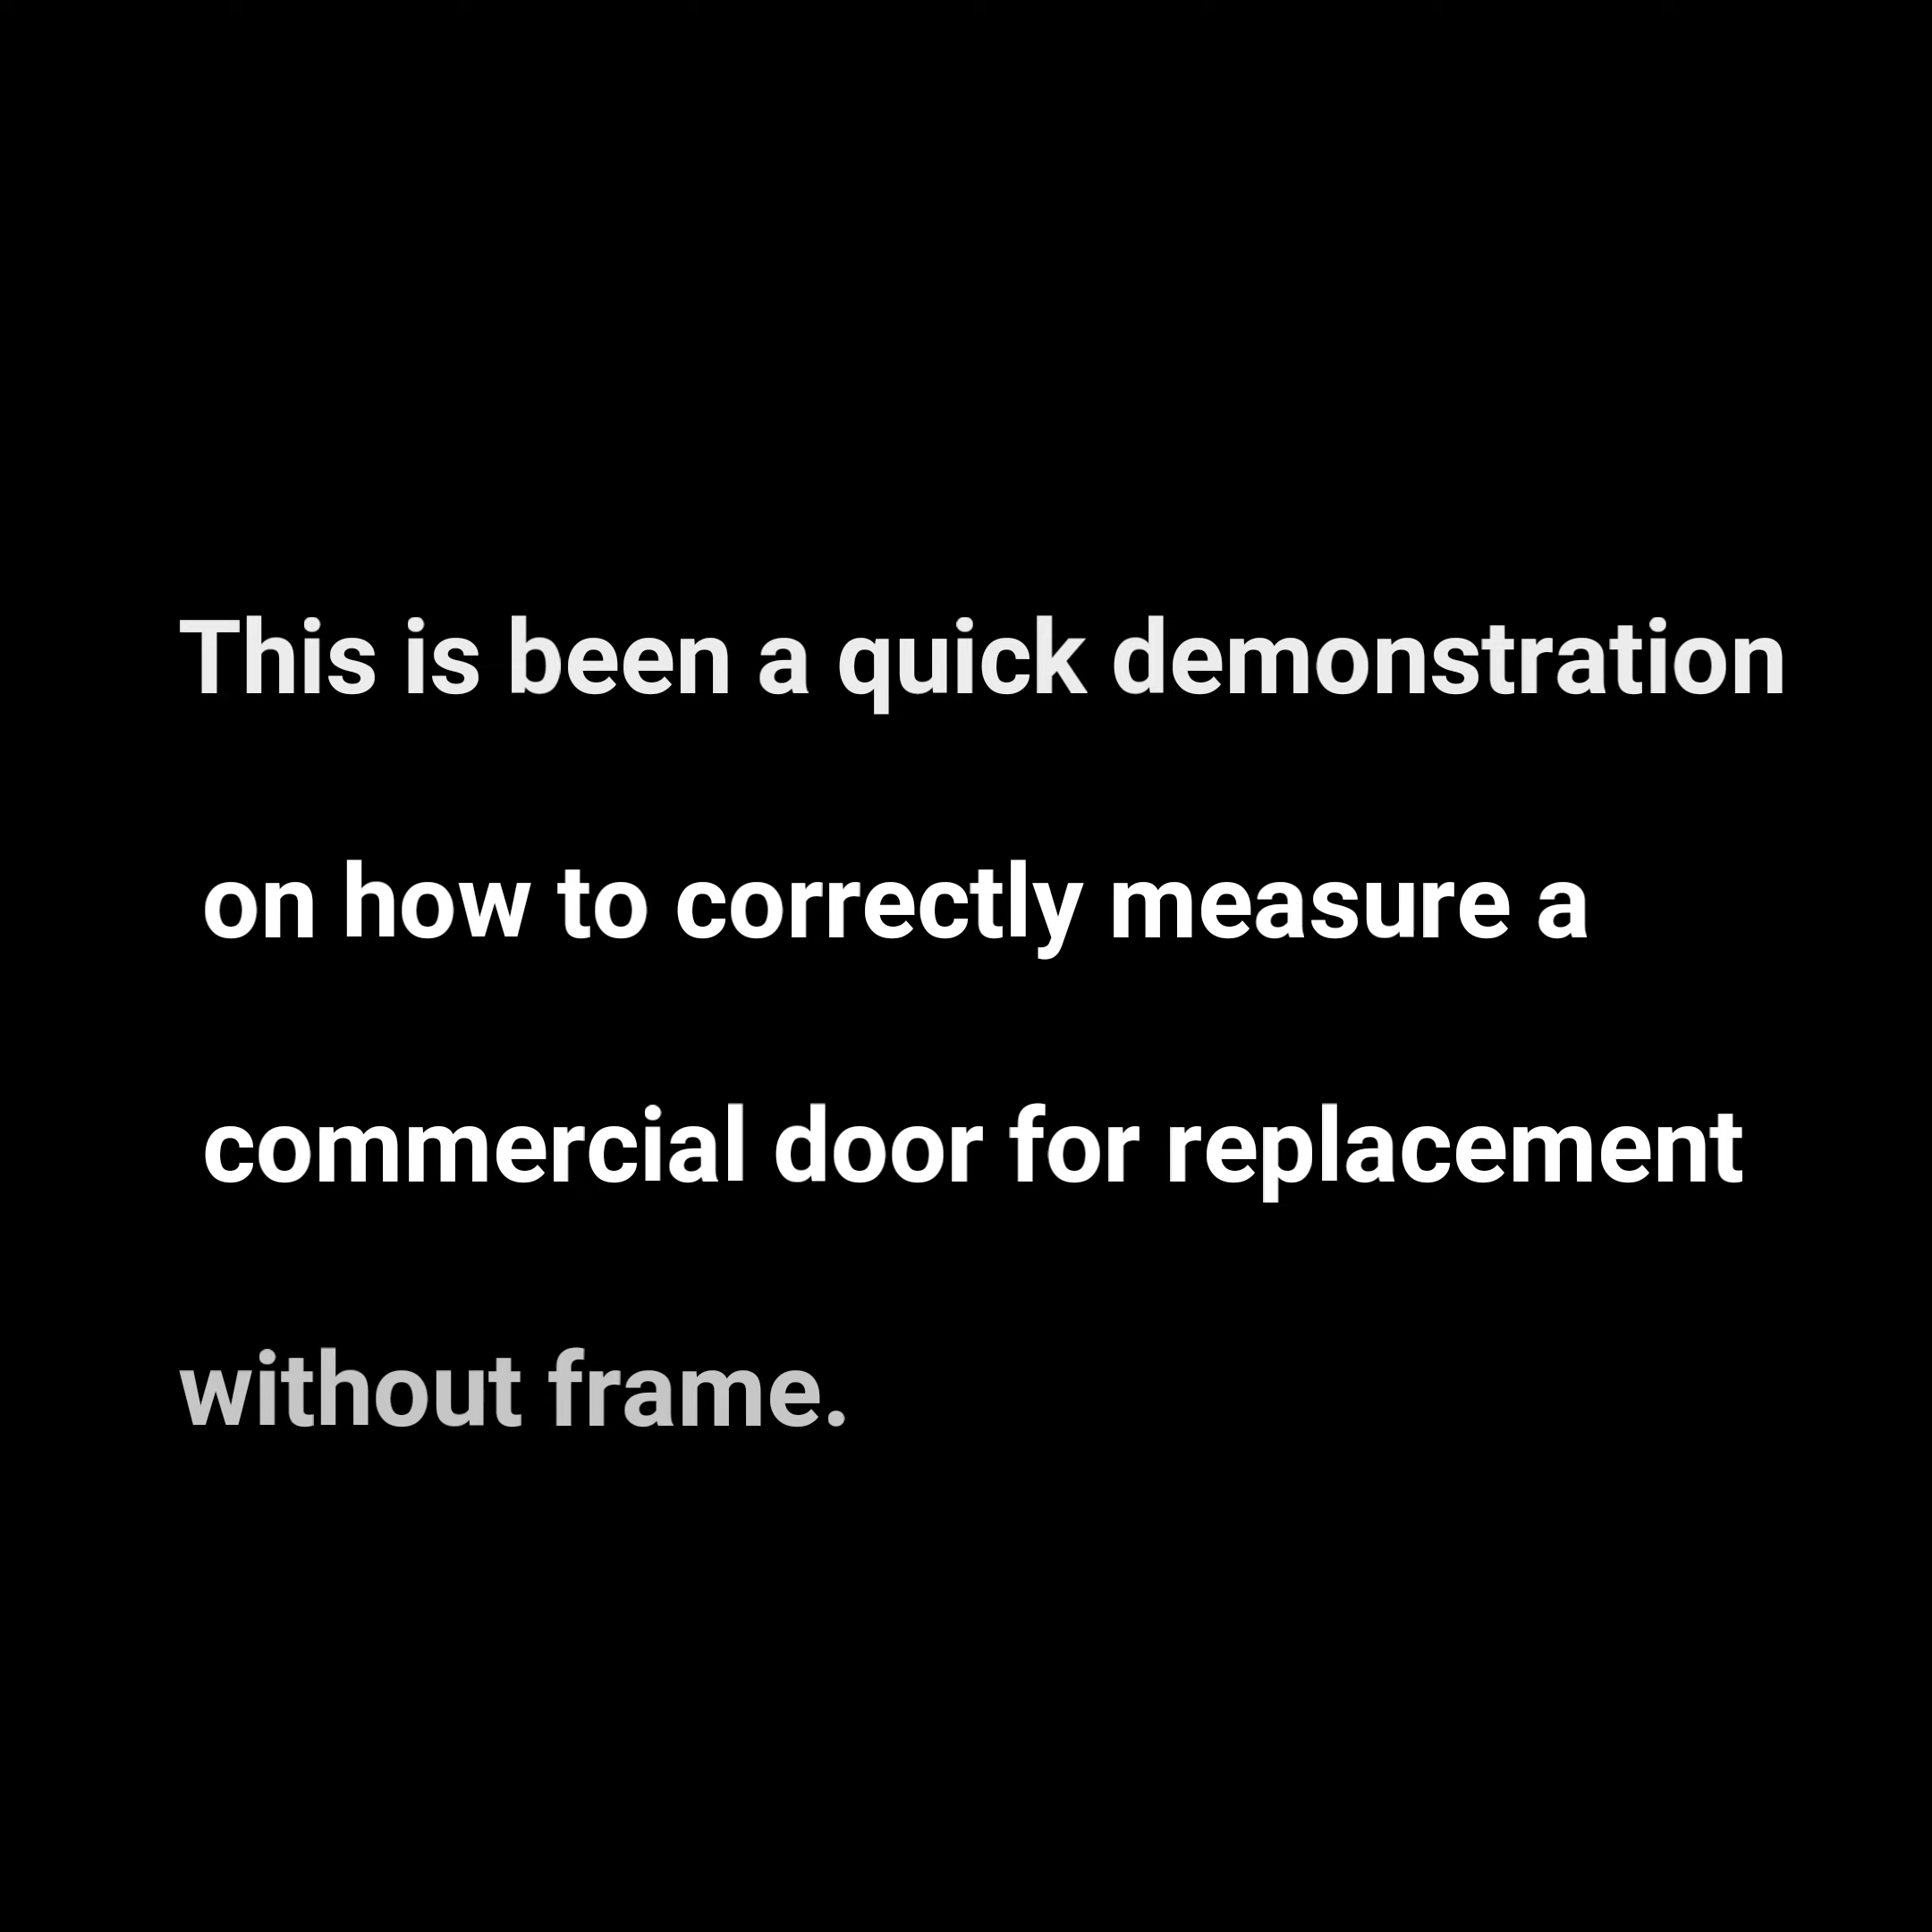 This is been a quick demonstration
on how to correctly measure a
commercial door for replacement
without frame.